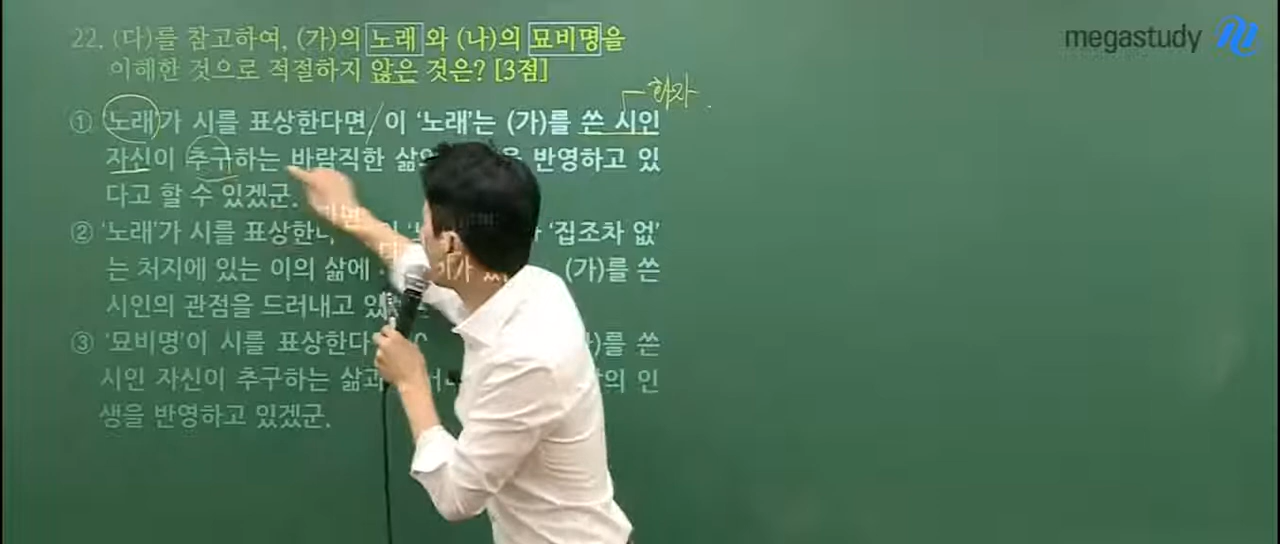 22. (다)를 참고하여, (가)의 노래 와 (나)의 묘비명을
megastudy
이해한 것으로 적절하지 않은 것은? [3점]
화자
① '노래'가 시를 표상한다면 이 '노래'는 (가)를 쓴 시인
자신이 추구하는 바람직한 삶의 반영하고 있
다고 할 수 있겠군.
② '노래'가 시를 표상한다 '집조차 없'
는 처지에 있는 이의 삶에 (가)를 쓴
시인의 관점을 드러내고
③ '묘비명'이 시를 표상한다 를 쓴
시인 자신이 추구하는 삶과 의 인
생을 반영하고 있겠군.